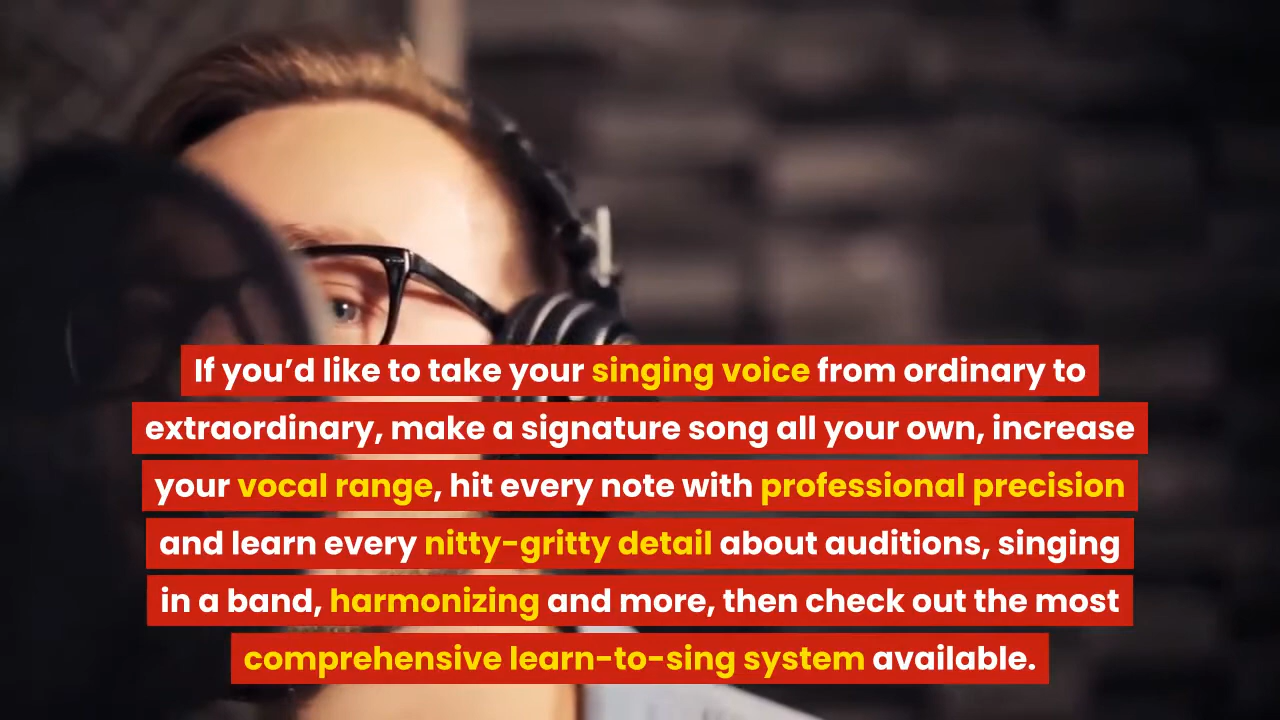 If you’d like to take your singing voice from ordinary to
extraordinary, make a signature song all your own, increase
your vocal range, hit every note with professional precision
and learn every nitty-gritty detail about auditions, singing
in a band, harmonizing and more, then check out the most
comprehensive learn-to-sing system available.